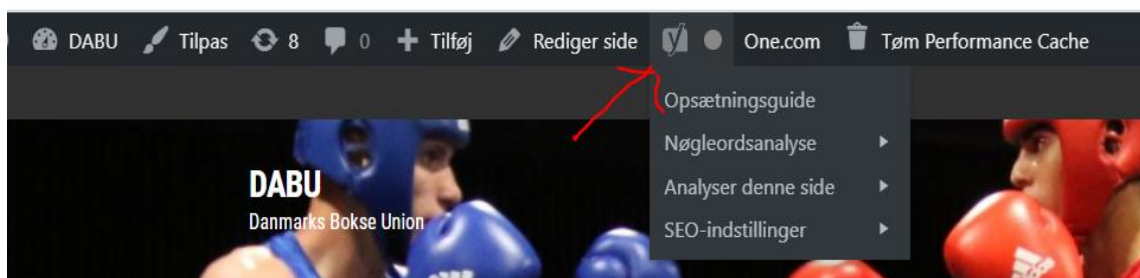 DABU Tilpas 8 0 Tilføj Rediger side One.com Tøm Performance Cache
Opsætningsguide
Nøgleordsanalyse
Analyser denne side
SEO-indstillinger
DABU
Danmarks Bokse Union
adidas